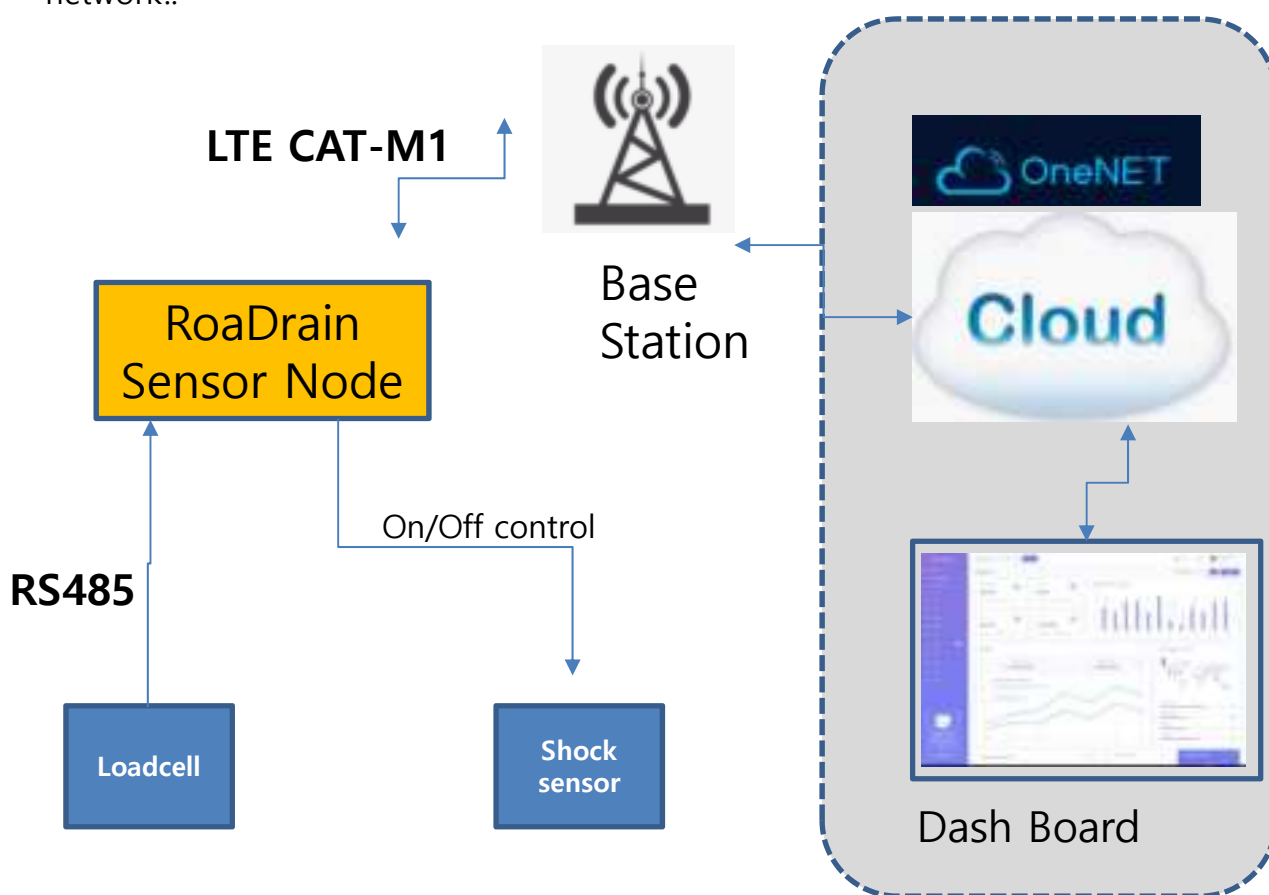 network..
LTE CAT-M1
OneNET
Cloud
Base
Station
RoaDrain
Sensor Node
On/Off control
RS485
Loadcell
Shock
sensor
Dash Board